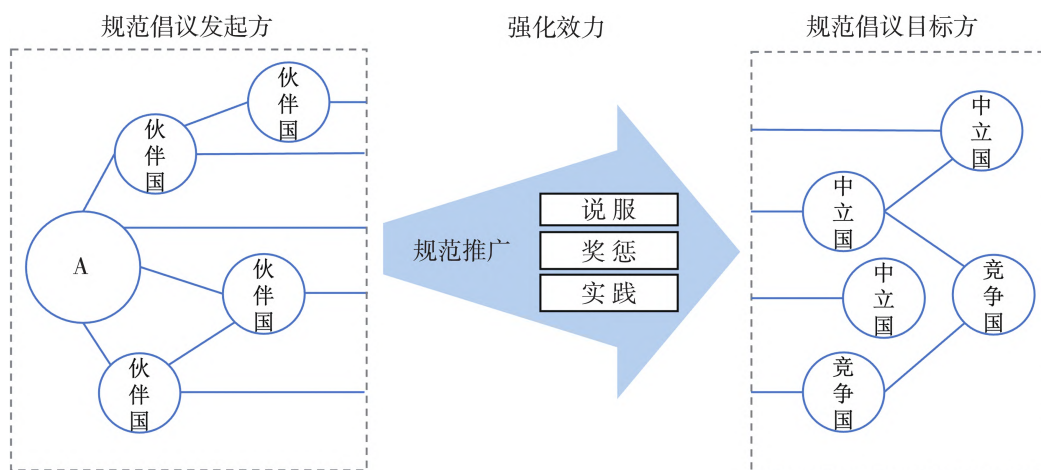 规范倡议发起方
强化效力
规范倡议目标方
伙伴国
伙伴国
A
伙伴国
伙伴国
规范推广
说服
奖惩
实践
中立国
中立国
中立国
竞争国
竞争国